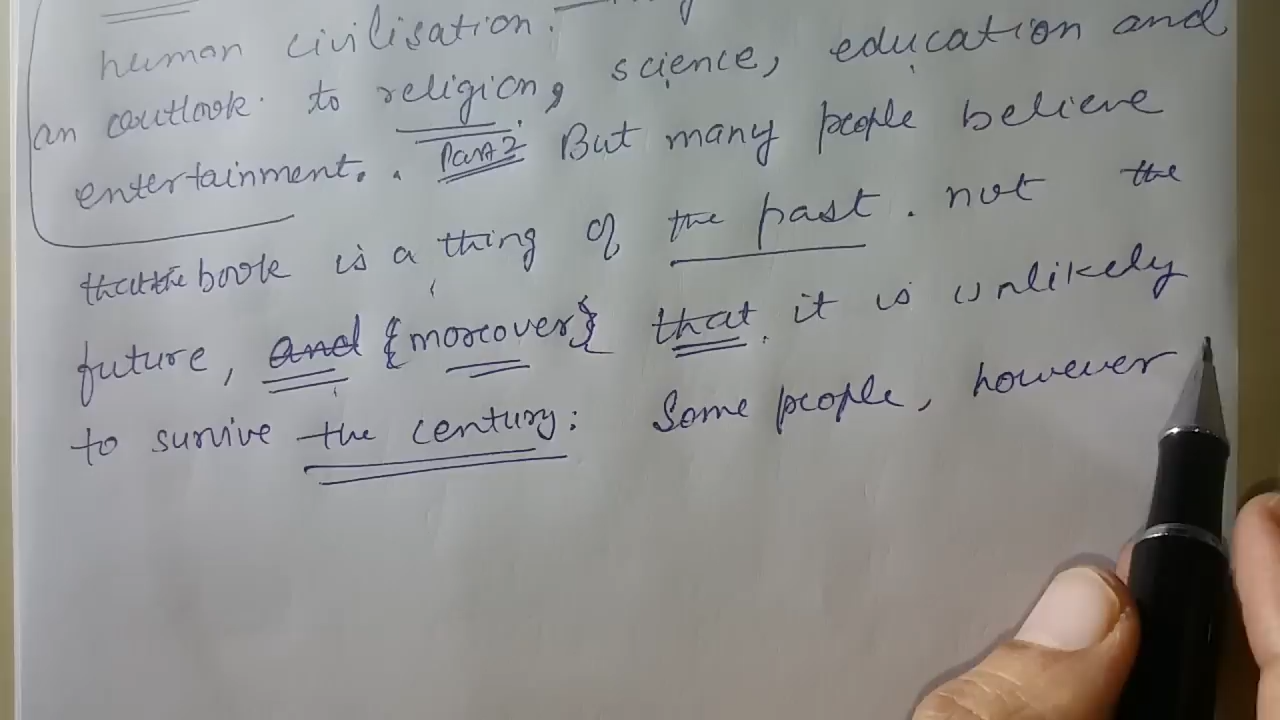 human civilisation.
an outlook to religion, science, education and
entertainment. Part 2 But many people believe
that the book is a thing of the past. not the
future, and {moreover} that it is unlikely
to survive the century: Some people, however